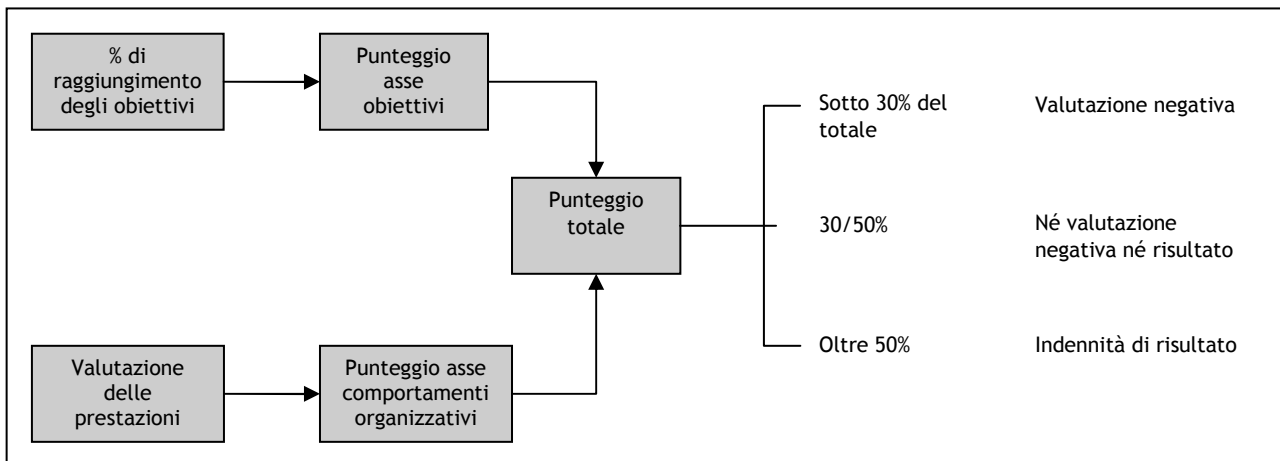 % di
raggiungimento
degli obiettivi
Punteggio
asse
obiettivi
Sotto 30% del
totale
Valutazione negativa
Punteggio
totale
30/50%
Né valutazione
negativa né risultato
Oltre 50%
Indennità di risultato
Valutazione
delle
prestazioni
Punteggio asse
comportamenti
organizzativi